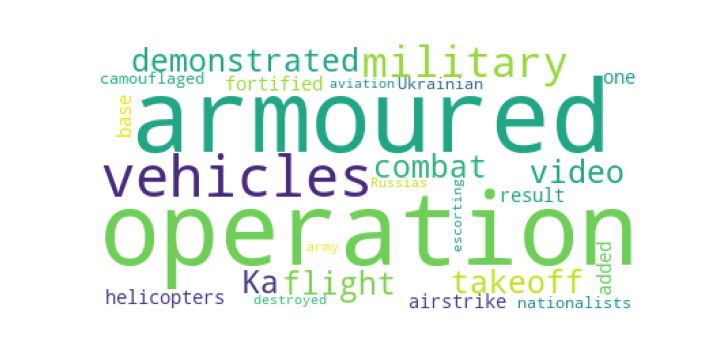 demonstrated military
camouflaged fortified aviation Ukrainian one
base armoured
vehicles combat video
Russias escorting result
operation
army added
Ka flight takeoff
helicopters destroyed airstrike nationalists